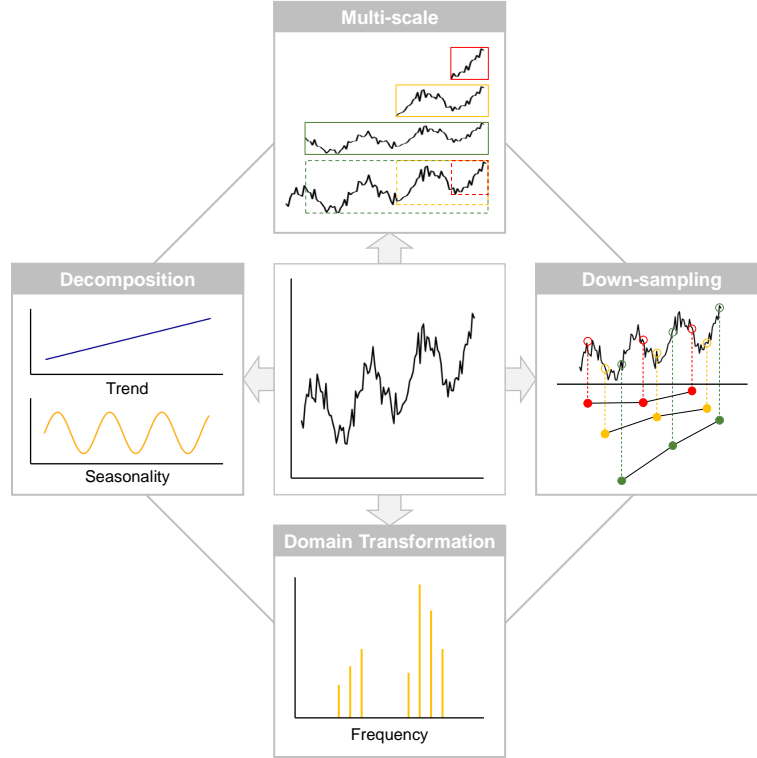 Multi-scale
Decomposition
Trend
Seasonality
Down-sampling
Domain Transformation
Frequency